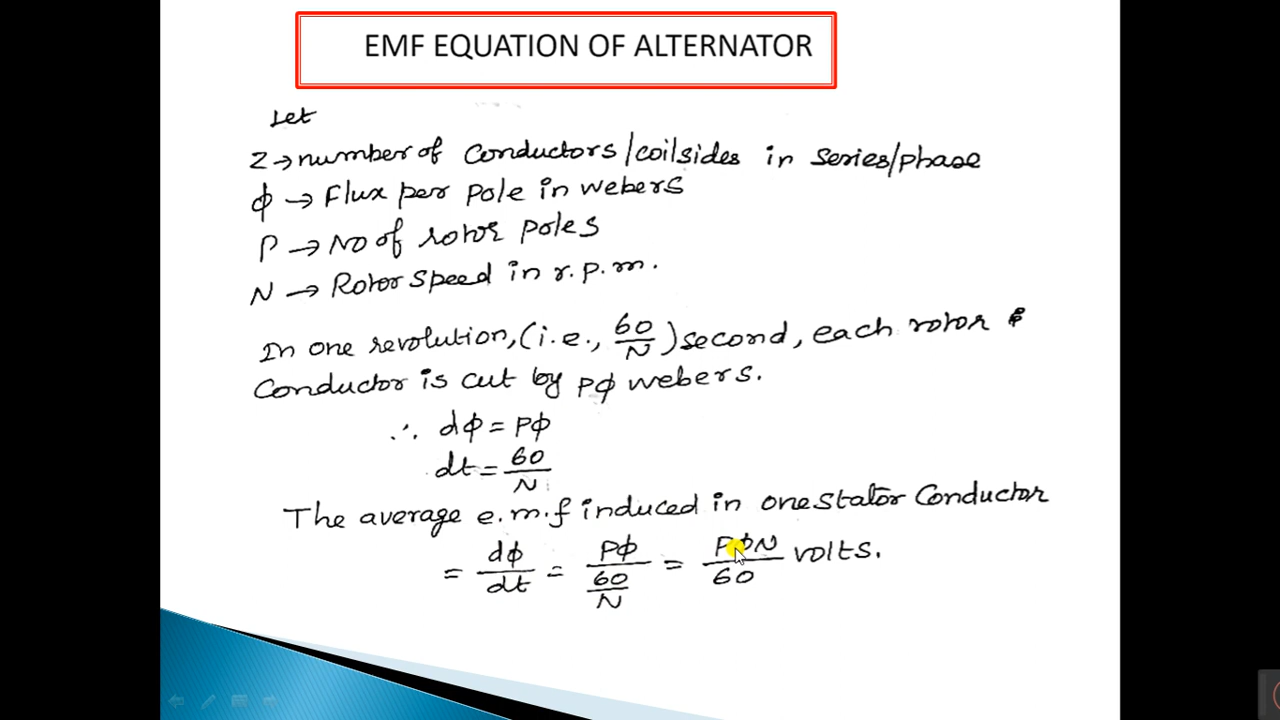 EMF EQUATION OF ALTERNATOR
Let
Z → number of conductors/coilsides in series/phase
ϕ → Flux per pole in webers
P → No of rotor poles
N → Rotor Speed in r.p.m.
In one revolution, (i.e., 60/N) second, each rotor
Conductor is cut by Pϕ webers.
∴ dϕ = Pϕ
dt = 60/N
The average e.m.f induced in one stator Conductor
= dϕ/dt = Pϕ/(60/N) = PϕN/60 volts.